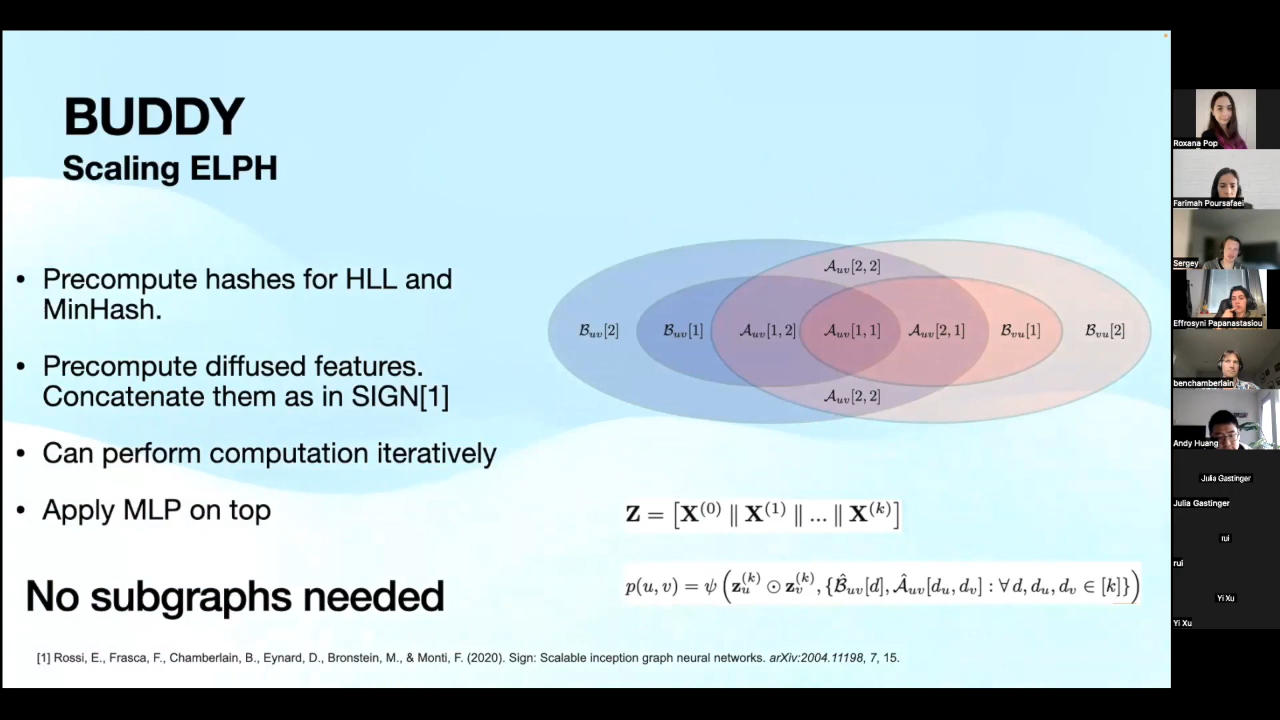 BUDDY
Scaling ELPH
• Precompute hashes for HLL and
MinHash.
• Precompute diffused features.
Concatenate them as in SIGN[1]
• Can perform computation iteratively
• Apply MLP on top
No subgraphs needed
𝒜ᵤᵥ[2, 2]
ℬᵤᵥ[2] ℬᵤᵥ[1] 𝒜ᵤᵥ[1, 2] 𝒜ᵤᵥ[1, 1] 𝒜ᵤᵥ[2, 1] ℬᵥᵤ[1] ℬᵥᵤ[2]
𝒜ᵤᵥ[2, 2]
Z = [X⁽⁰⁾ ∥ X⁽¹⁾ ∥ ... ∥ X⁽ᵏ⁾]
p(u, v) = ψ (zᵤ⁽ᵏ⁾ ⊙ zᵥ⁽ᵏ⁾, {ℬ̂ᵤᵥ[d], 𝒜̂ᵤᵥ[dᵤ, dᵥ] : ∀ d, dᵤ, dᵥ ∈ [k]})
[1] Rossi, E., Frasca, F., Chamberlain, B., Eynard, D., Bronstein, M., & Monti, F. (2020). Sign: Scalable inception graph neural networks. arXiv:2004.11198, 7, 15.
Roxana Pop
Farimah Poursafaei
Sergey
Effrosyni Papanastasiou
benchamberlain
Andy Huang
Julia Gastinger
Julia Gastinger
rui
rui
Yi Xu
Yi Xu